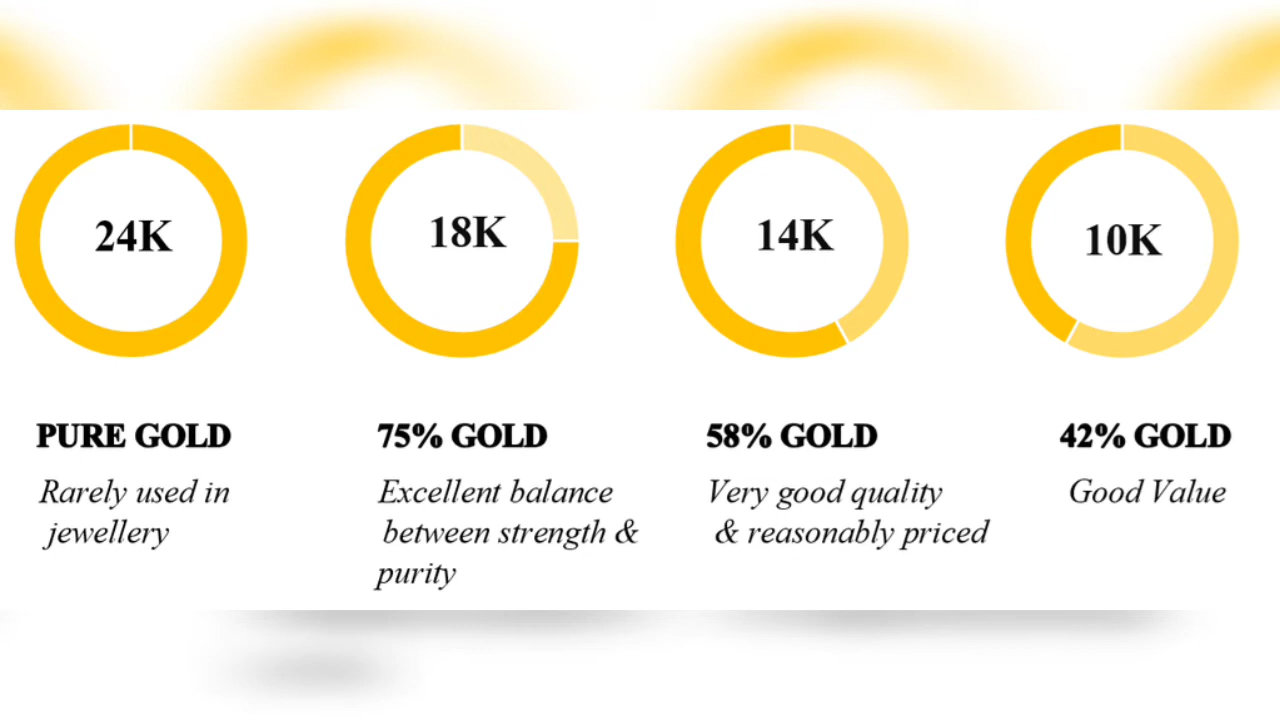 24K
18K
14K
10K
PURE GOLD
Rarely used in
jewellery
75% GOLD
Excellent balance
between strength &
purity
58% GOLD
Very good quality
& reasonably priced
42% GOLD
Good Value